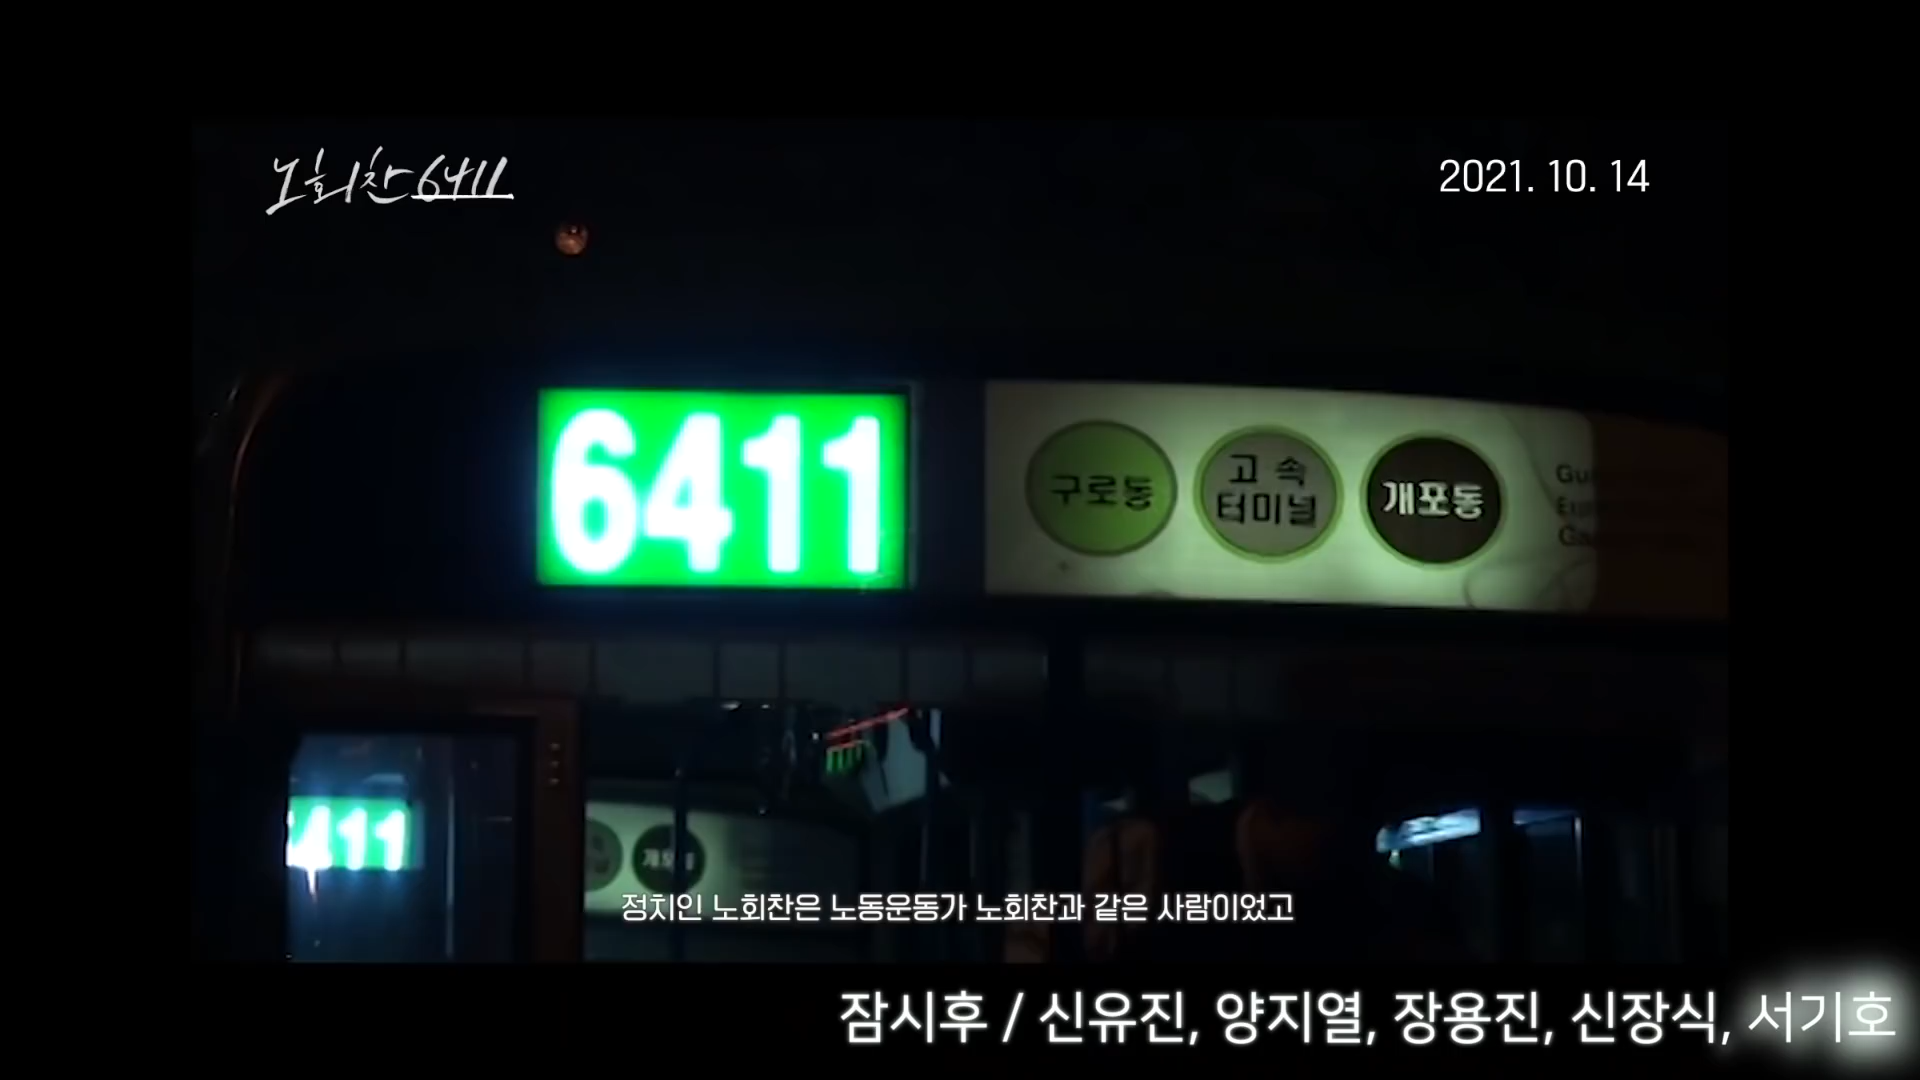 노회찬6411
2021. 10. 14
6411
구로동
고속
터미널
개포동
411
정치인 노회찬은 노동운동가 노회찬과 같은 사람이었고
잠시후 / 신유진, 양지열, 장용진, 신장식, 서기호